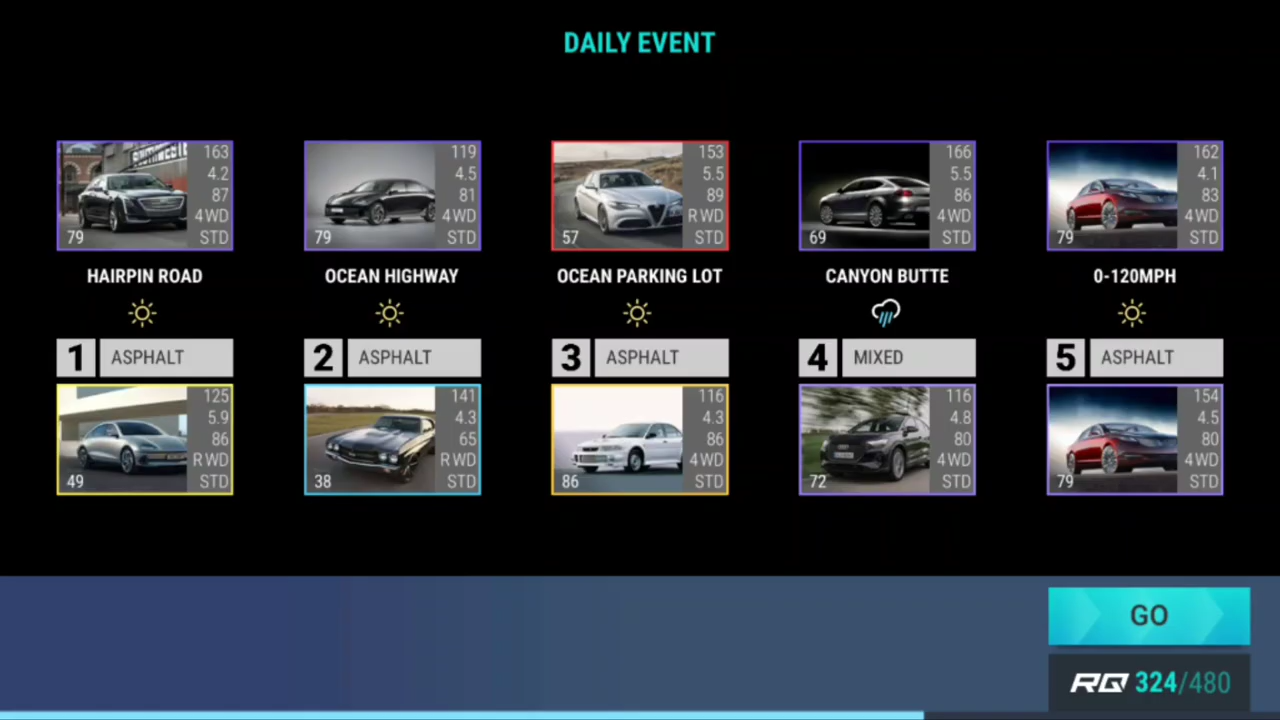 DAILY EVENT
163
4.2
87
4WD
79 STD
119
4.5
81
4WD
79 STD
153
5.5
89
RWD
57 STD
166
5.5
86
4WD
69 STD
162
4.1
83
4WD
79 STD
HAIRPIN ROAD
OCEAN HIGHWAY
OCEAN PARKING LOT
CANYON BUTTE
0-120MPH
1 ASPHALT
2 ASPHALT
3 ASPHALT
4 MIXED
5 ASPHALT
125
5.9
86
RWD
49 STD
141
4.3
65
RWD
38 STD
116
4.3
86
4WD
86 STD
116
4.8
80
4WD
72 STD
154
4.5
80
4WD
79 STD
GO
RQ 324/480